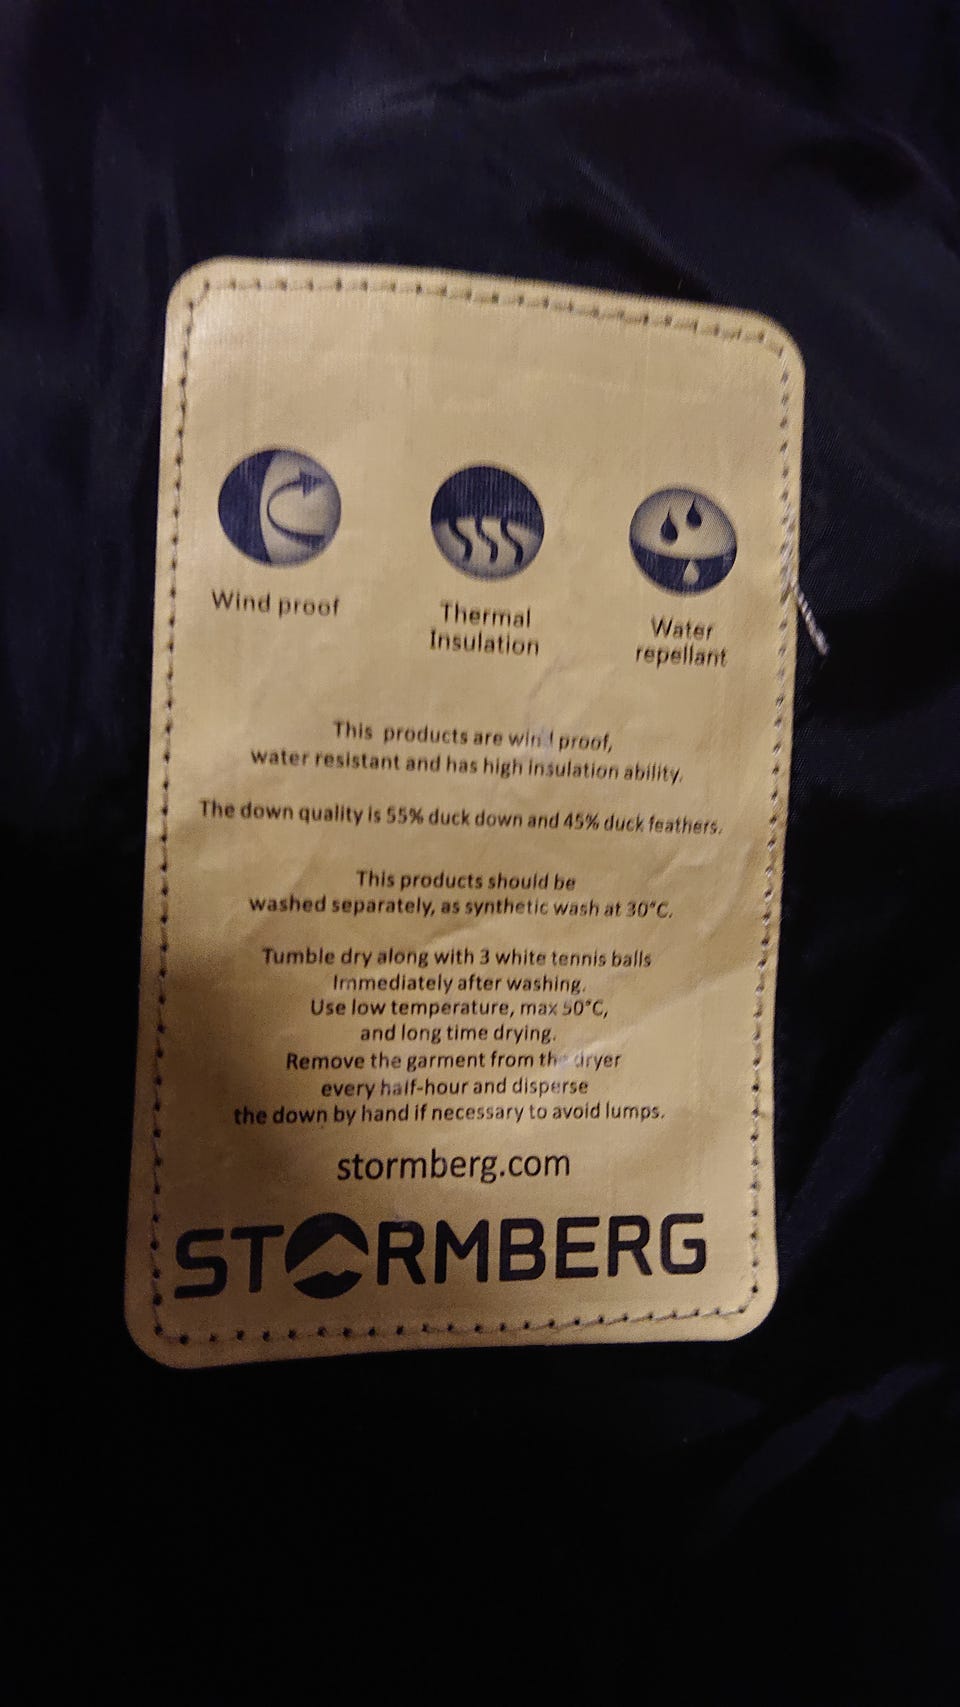 Wind proof
Thermal
Insulation
Water
repellant
This products are wind proof,
water resistant and has high insulation ability.
The down quality is 55% duck down and 45% duck feathers.
This products should be
washed separately, as synthetic wash at 30°C.
Tumble dry along with 3 white tennis balls
Immediately after washing.
Use low temperature, max 50°C,
and long time drying.
Remove the garment from the dryer
every half-hour and disperse
the down by hand if necessary to avoid lumps.
stormberg.com
STORMBERG